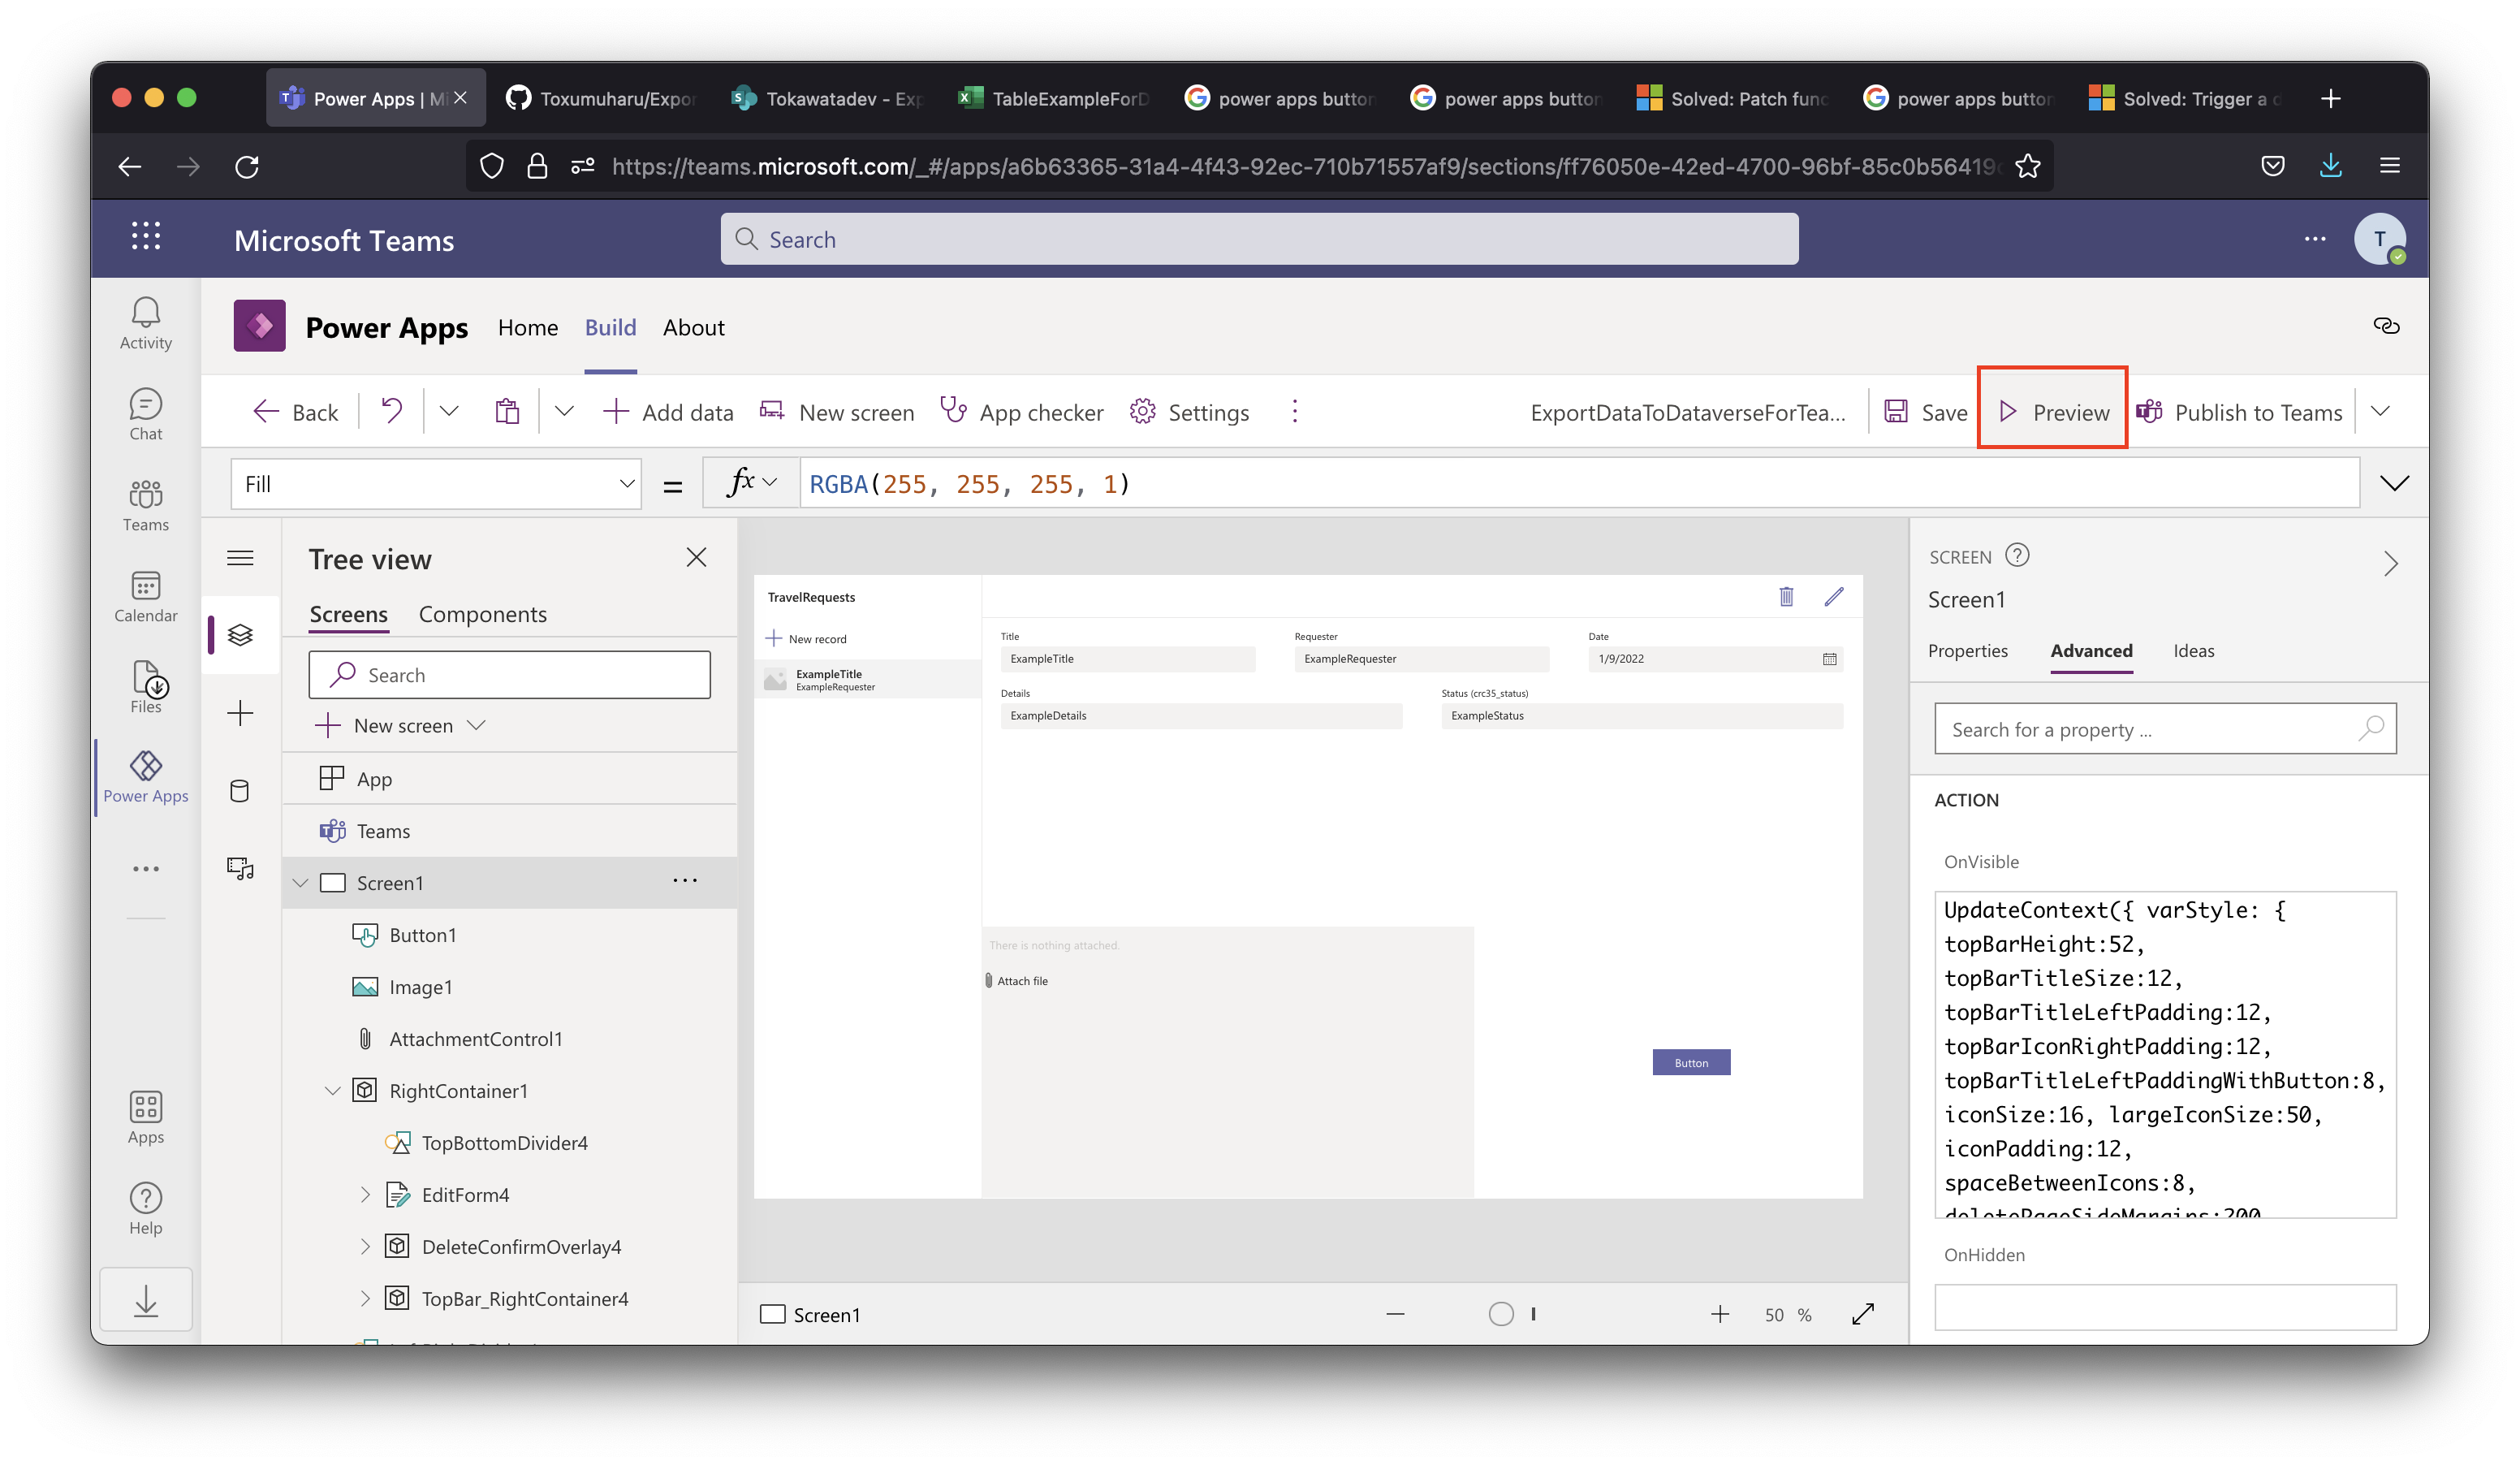 Power Apps | Mi
Toxumuharu/Expor
Tokawatadev - Exp
TableExampleForD
power apps button
power apps button
Solved: Patch func
power apps button
Solved: Trigger a d
https://teams.microsoft.com/_#/apps/a6b63365-31a4-4f43-92ec-710b71557af9/sections/ff76050e-42ed-4700-96bf-85c0b56419c
Microsoft Teams
Search
T
Activity
Chat
Teams
Calendar
Files
Power Apps
Apps
Help
Power Apps Home Build About
Back
Add data
New screen
App checker
Settings
ExportDataToDataverseForTea...
Save
Preview
Publish to Teams
Fill
=
fx
RGBA(255, 255, 255, 1)
Tree view
Screens Components
Search
New screen
App
Teams
Screen1
Button1
Image1
AttachmentControl1
RightContainer1
TopBottomDivider4
EditForm4
DeleteConfirmOverlay4
TopBar_RightContainer4
TravelRequests
New record
ExampleTitle
ExampleRequester
Title
ExampleTitle
Requester
ExampleRequester
Date
1/9/2022
Details
ExampleDetails
Status (crc35_status)
ExampleStatus
There is nothing attached.
Attach file
Button
Screen1
50 %
SCREEN
Screen1
Properties Advanced Ideas
Search for a property ...
ACTION
OnVisible
UpdateContext({ varStyle: {
topBarHeight:52,
topBarTitleSize:12,
topBarTitleLeftPadding:12,
topBarIconRightPadding:12,
topBarTitleLeftPaddingWithButton:8,
iconSize:16, largeIconSize:50,
iconPadding:12,
spaceBetweenIcons:8,
deletePageSideMargins:200
OnHidden